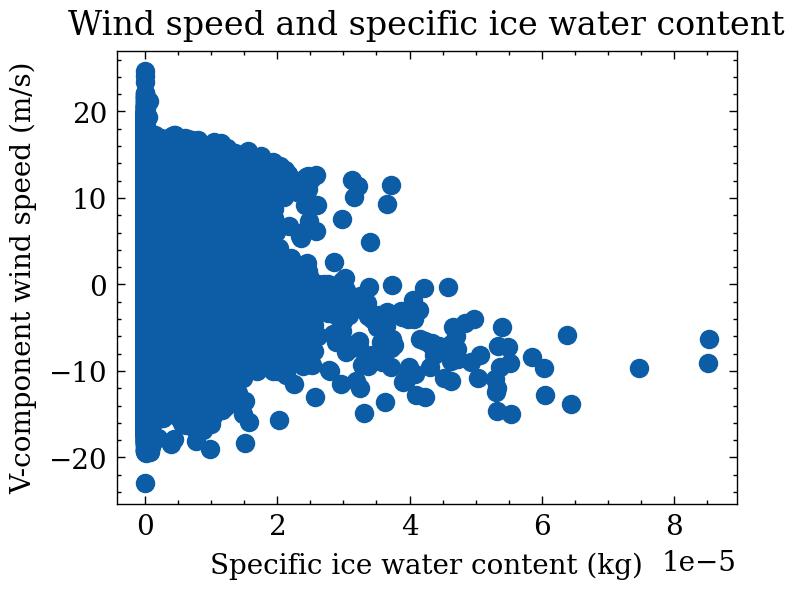 Wind speed and specific ice water content
V-component wind speed (m/s)
20
10
0
−10
−20
0 2 4 6 8
Specific ice water content (kg) 1e−5